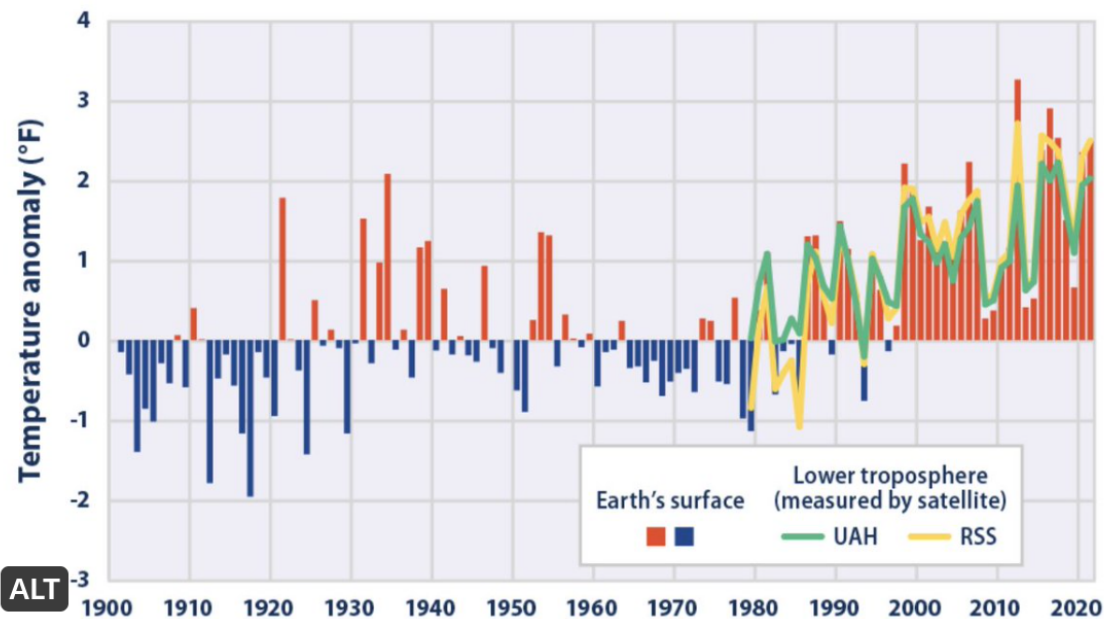 Temperature anomaly (°F)
4
3
2
1
0
-1
-2
-3
Earth's surface
Lower troposphere
(measured by satellite)
UAH
RSS
ALT
1900 1910 1920 1930 1940 1950 1960 1970 1980 1990 2000 2010 2020